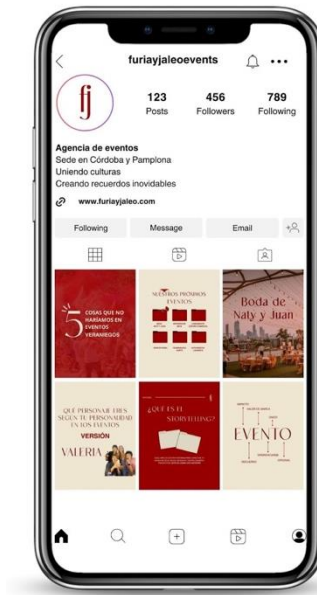 furiayjaleoevents
fj
123
456
789
Posts
Followers
Following
Agencia de eventos
Sede en Córdoba y Pamplona
Uniendo culturas
Creando recuerdos inovidables
www.furiayjaleo.com
Following
Message
Email
5
COSAS QUE NO
HARÍAMOS EN
EVENTOS
VERANIEGOS
NUESTROS PRÓXIMOS
EVENTOS
Boda de
Naly y Juan
QUÉ PERSONAJE ERES
SEGÚN TU PERSONALIDAD
EN LOS EVENTOS
VERSIÓN
VALERIA
¿QUÉ ES EL
STORYTELLING?
EVENTO